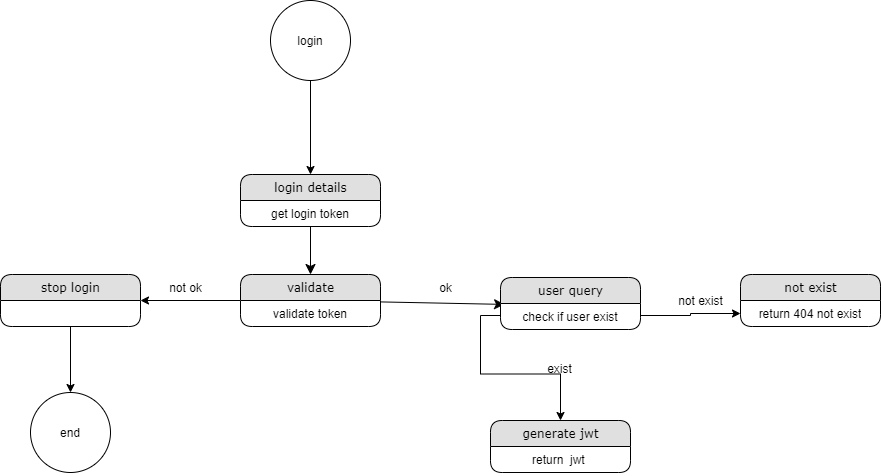 login
login details
get login token
stop login
not ok
validate
validate token
ok
user query
check if user exist
not exist
not exist
return 404 not exist
exist
generate jwt
return jwt
end